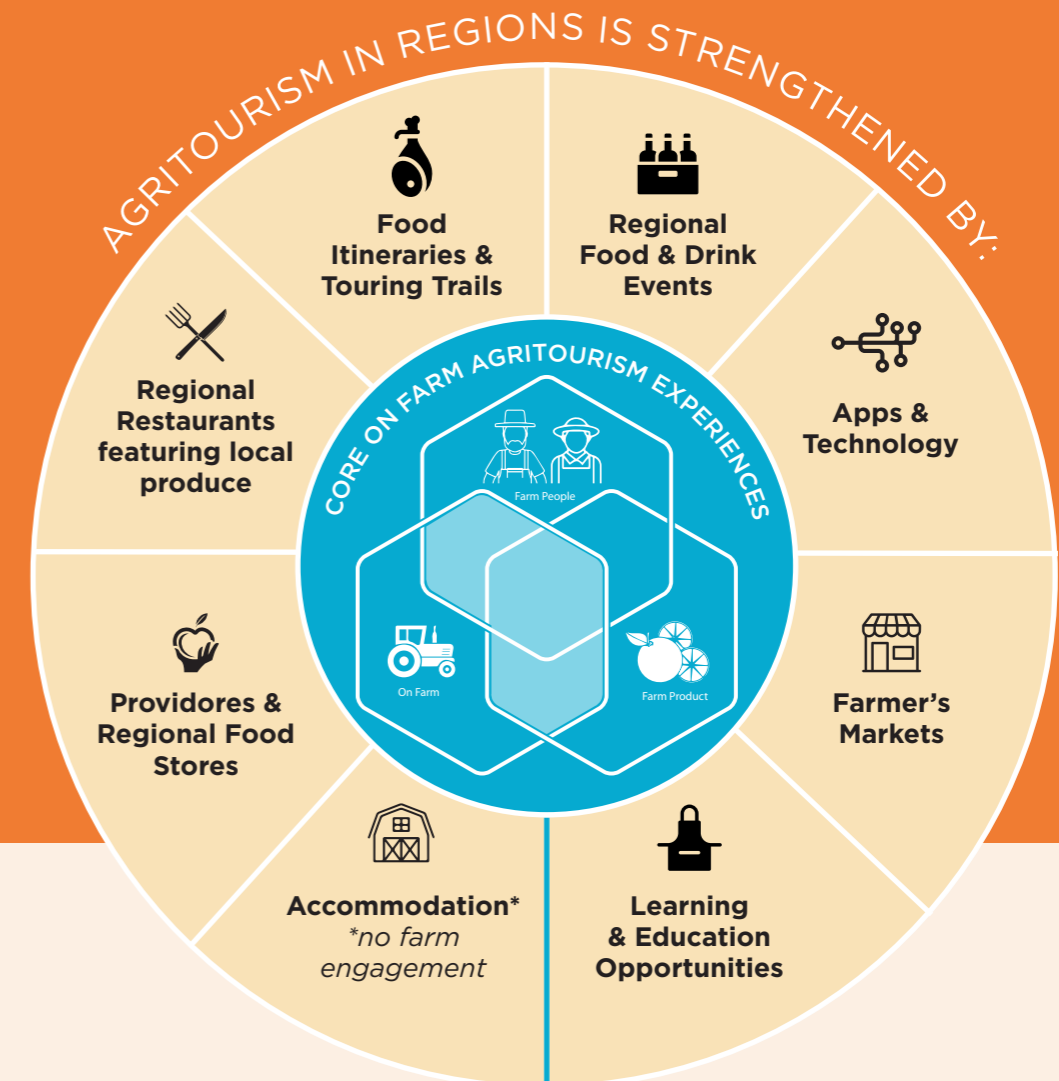 AGRITOURISM IN REGIONS IS STRENGTHENED BY:
Food
Itineraries &
Touring Trails
Regional
Food & Drink
Events
Apps &
Technology
Farmer’s
Markets
Learning
& Education
Opportunities
Accommodation*
*no farm
engagement
Providores &
Regional Food
Stores
Regional
Restaurants
featuring local
produce
CORE ON FARM AGRITOURISM EXPERIENCES
Farm People
On Farm
Farm Product